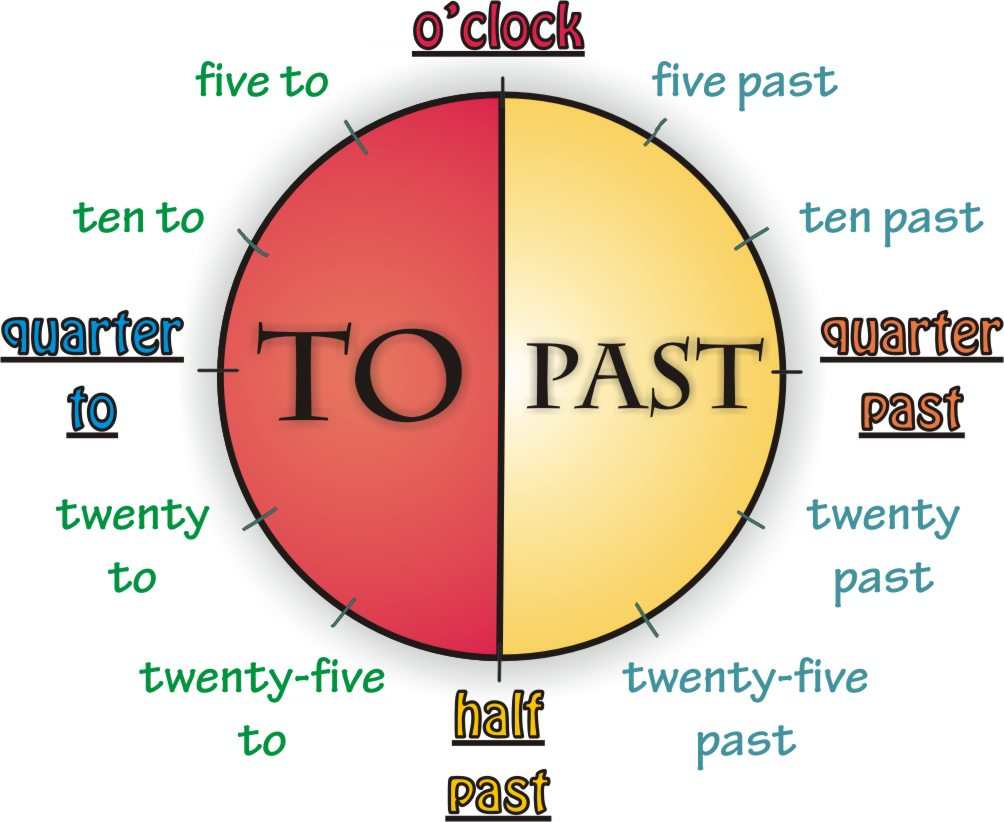 o'clock
five to
five past
ten to
ten past
quarter
to
quarter
past
TO
PAST
twenty
to
twenty
past
twenty-five
to
twenty-five
past
half
past